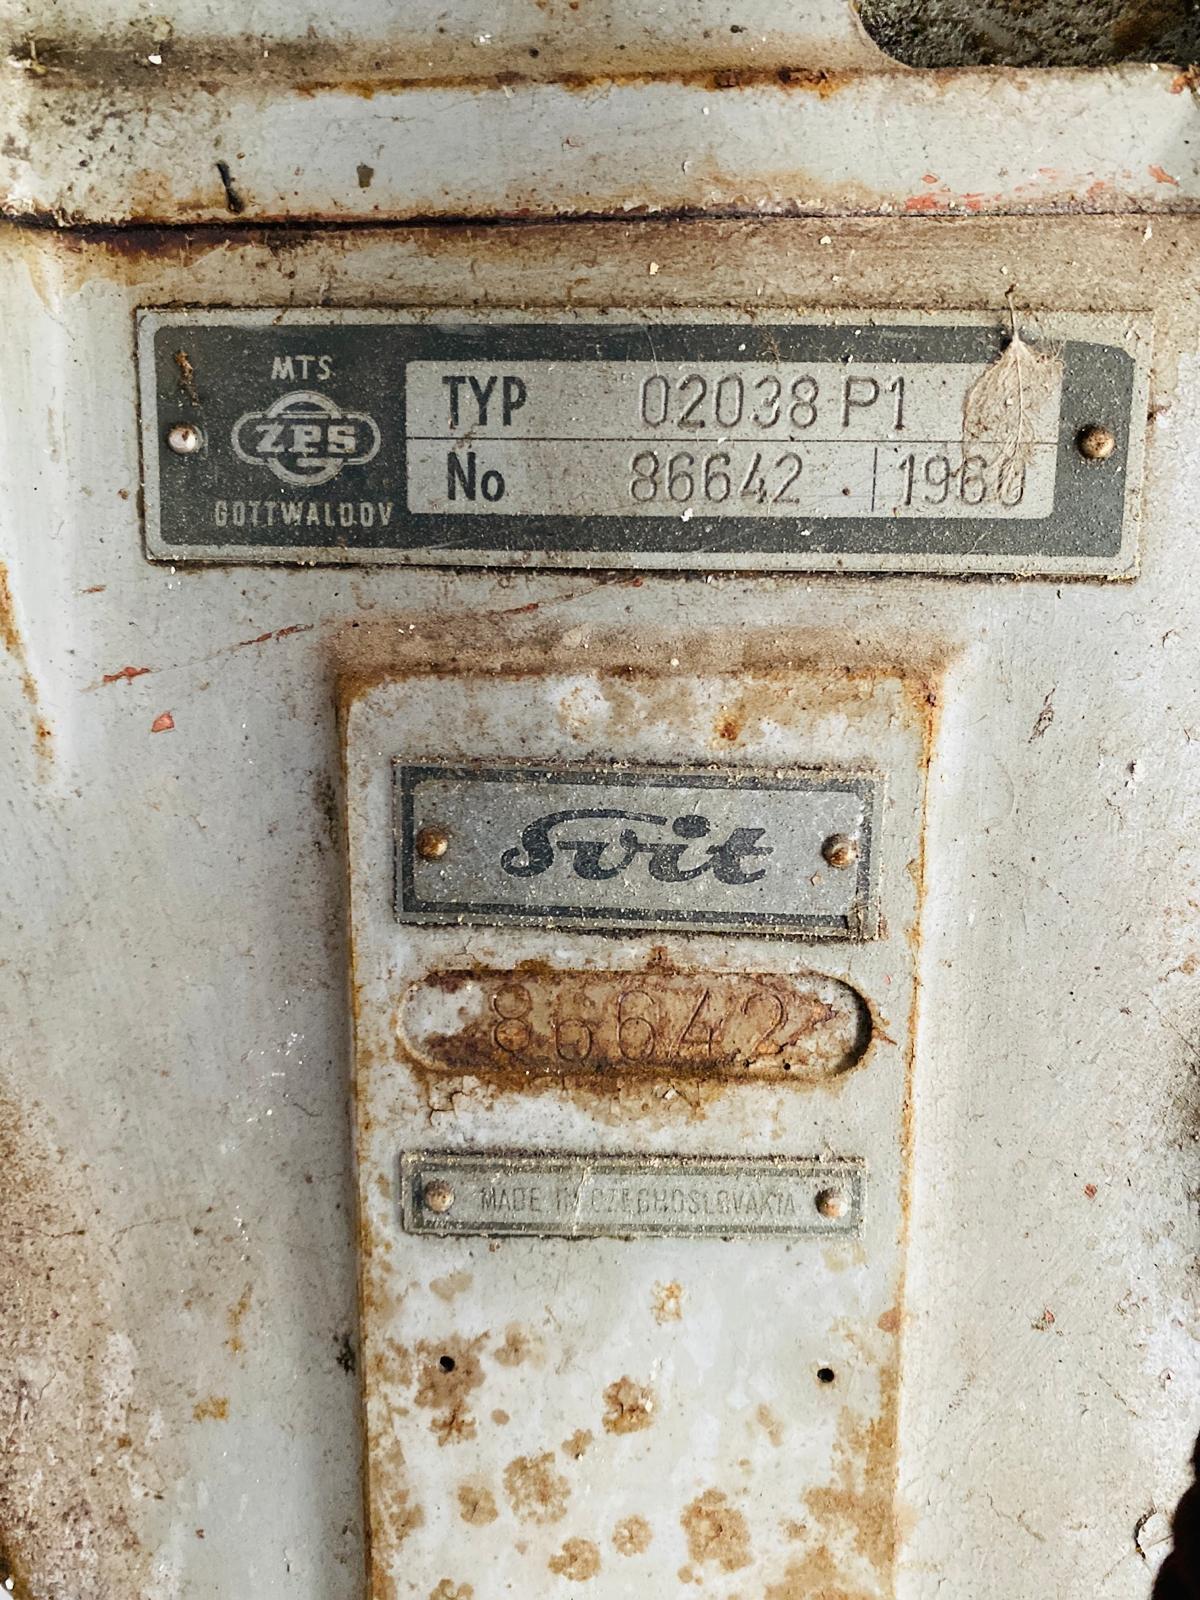 MTS
ZPS
GOTTWALDOV
TYP 02038 P1
No 86642 1960
Svit
86642
MADE IN CZECHOSLOVAKIA